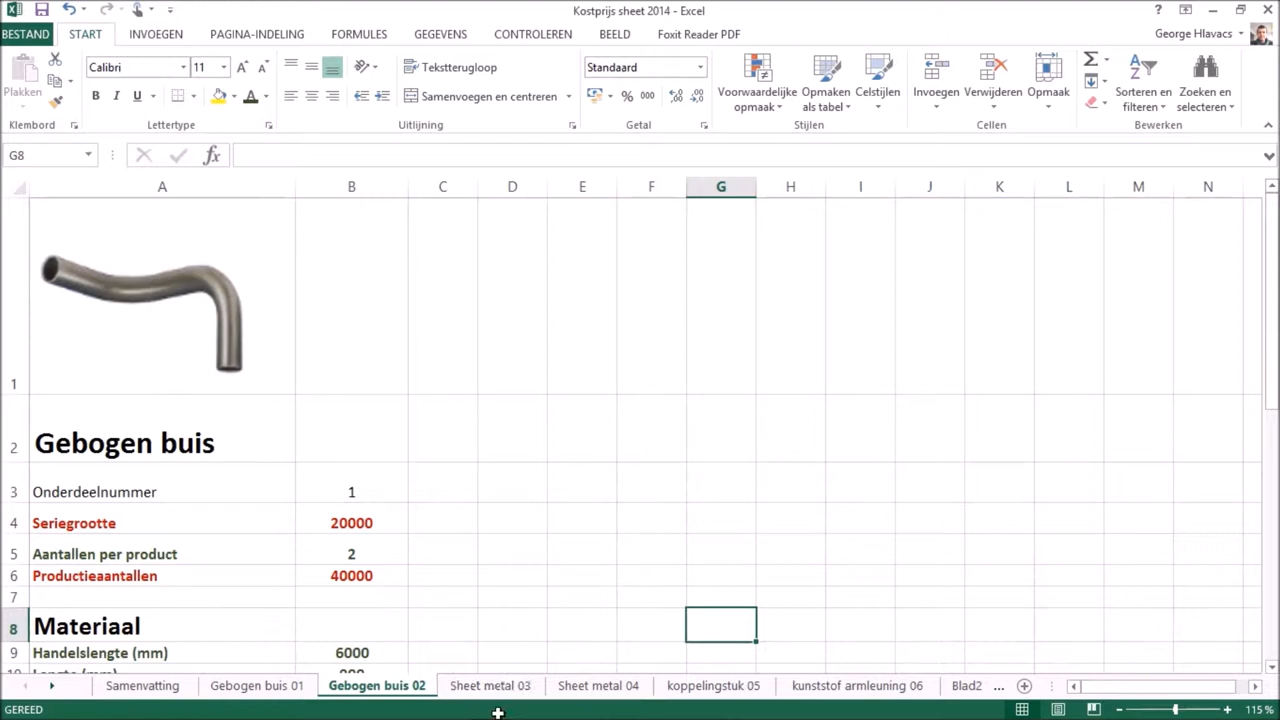 Kostprijs sheet 2014 - Excel
?
BESTAND START INVOEGEN PAGINA-INDELING FORMULES GEGEVENS CONTROLEREN BEELD Foxit Reader PDF George Hlavacs
Plakken
Calibri 11
B I U A
Tekstterugloop
Samenvoegen en centreren
Standaard
% 000
Voorwaardelijke opmaak
Opmaken als tabel
Celstijlen
Invoegen
Verwijderen
Opmaak
Sorteren en filteren
Zoeken en selecteren
Klembord Lettertype Uitlijning Getal Stijlen Cellen Bewerken
G8 fx
A B C D E F G H I J K L M N
1
2 Gebogen buis
3 Onderdeelnummer 1
4 Seriegrootte 20000
5 Aantallen per product 2
6 Productieaantallen 40000
7
8 Materiaal
9 Handelslengte (mm) 6000
Samenvatting Gebogen buis 01 Gebogen buis 02 Sheet metal 03 Sheet metal 04 koppelingstuk 05 kunststof armleuning 06 Blad2 ...
GEREED 115 %